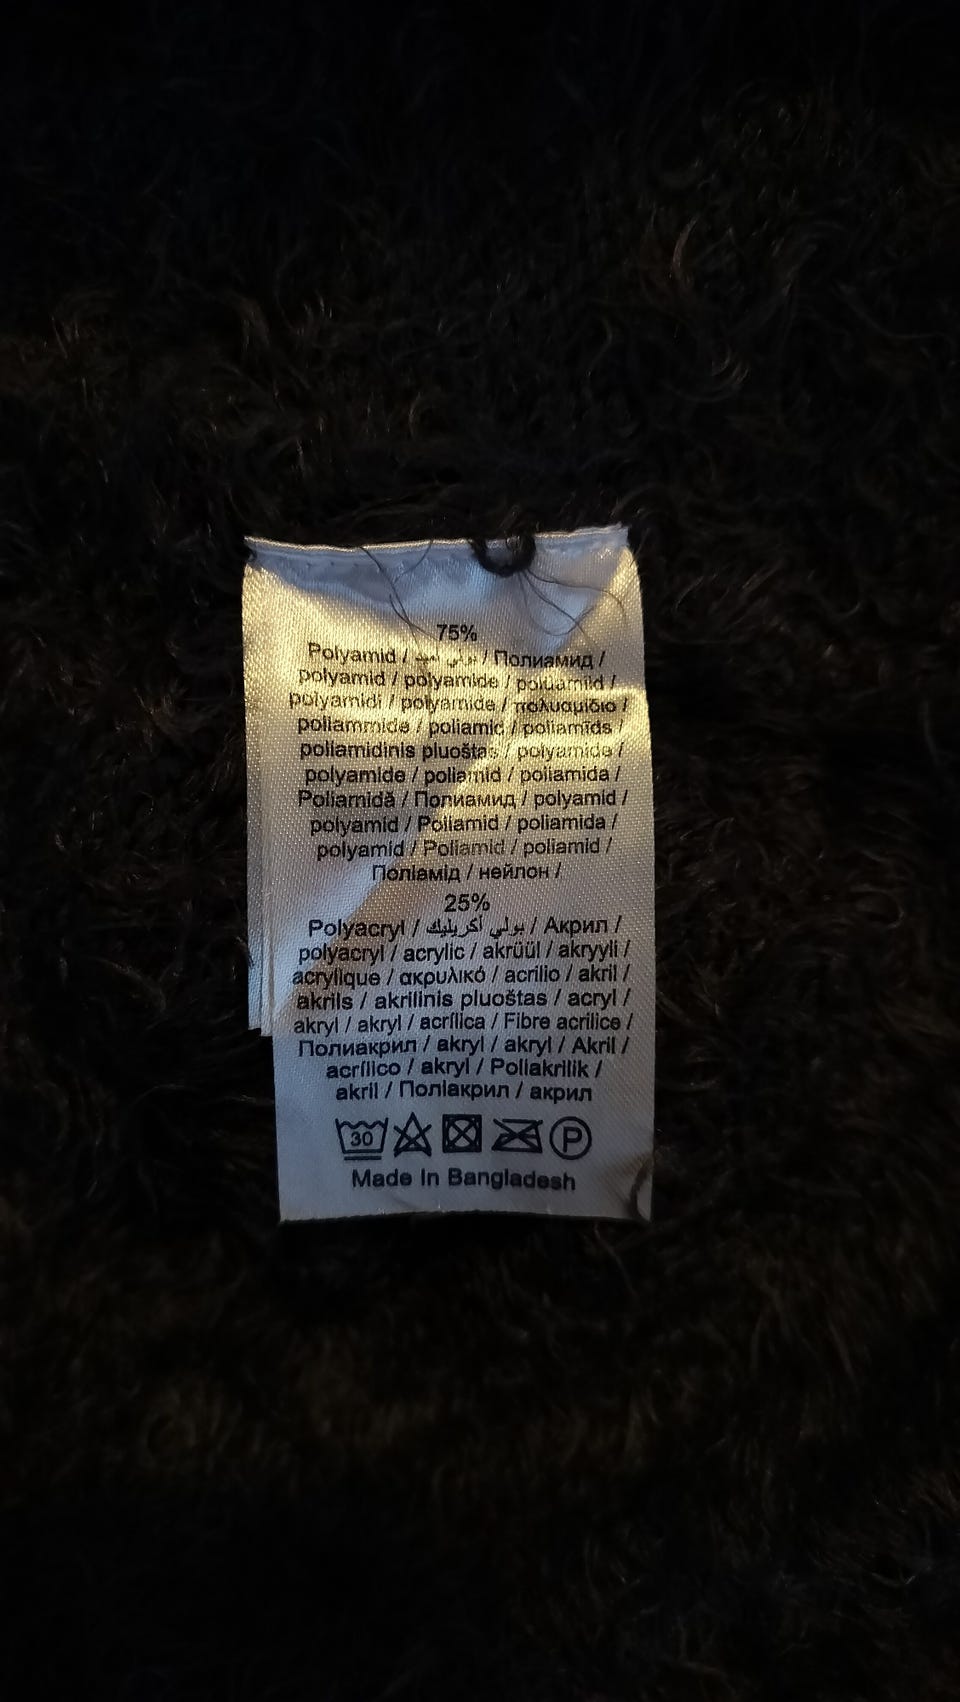 75%
Polyamid / بولي أميد / Полиамид /
polyamid / polyamide / polüamiid /
polyamidi / polyamide / πολυαμίδιο /
poliammide / poliamid / poliamīds /
poliamidinis pluoštas / polyamide /
polyamide / poliamid / poliamida /
Poliamidă / Полиамид / polyamid /
polyamid / Poliamid / poliamida /
polyamid / Poliamid / poliamid /
Поліамід / нейлон /
25%
Polyacryl / بولي أكريليك / Акрил /
polyacryl / acrylic / akrüül / akryyli /
acrylique / ακρυλικό / acrilio / akril /
akrils / akrilinis pluoštas / acryl /
akryl / akryl / acrílica / Fibre acrilice /
Полиакрил / akryl / akryl / Akril /
acrílico / akryl / Poliakrilik /
akril / Поліакрил / акрил
30 P
Made In Bangladesh